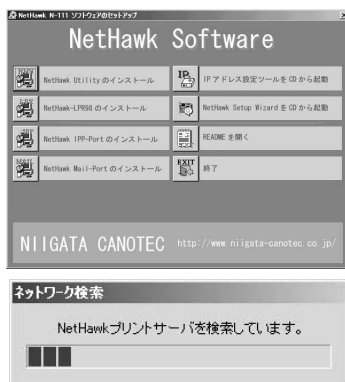 NetHawk N-111 ソフトウェアのセットアップ
NetHawk Software
NetHawk Utility のインストール
IP アドレス設定ツールを CD から起動
NetHawk-LPR98 のインストール
NetHawk Setup Wizard を CD から起動
NetHawk IPP-Port のインストール
README を開く
NetHawk Mail-Port のインストール
EXIT
終了
NIIGATA CANOTEC http://www.niigata-canotec.co.jp/
ネットワーク検索
NetHawkプリントサーバを検索しています。